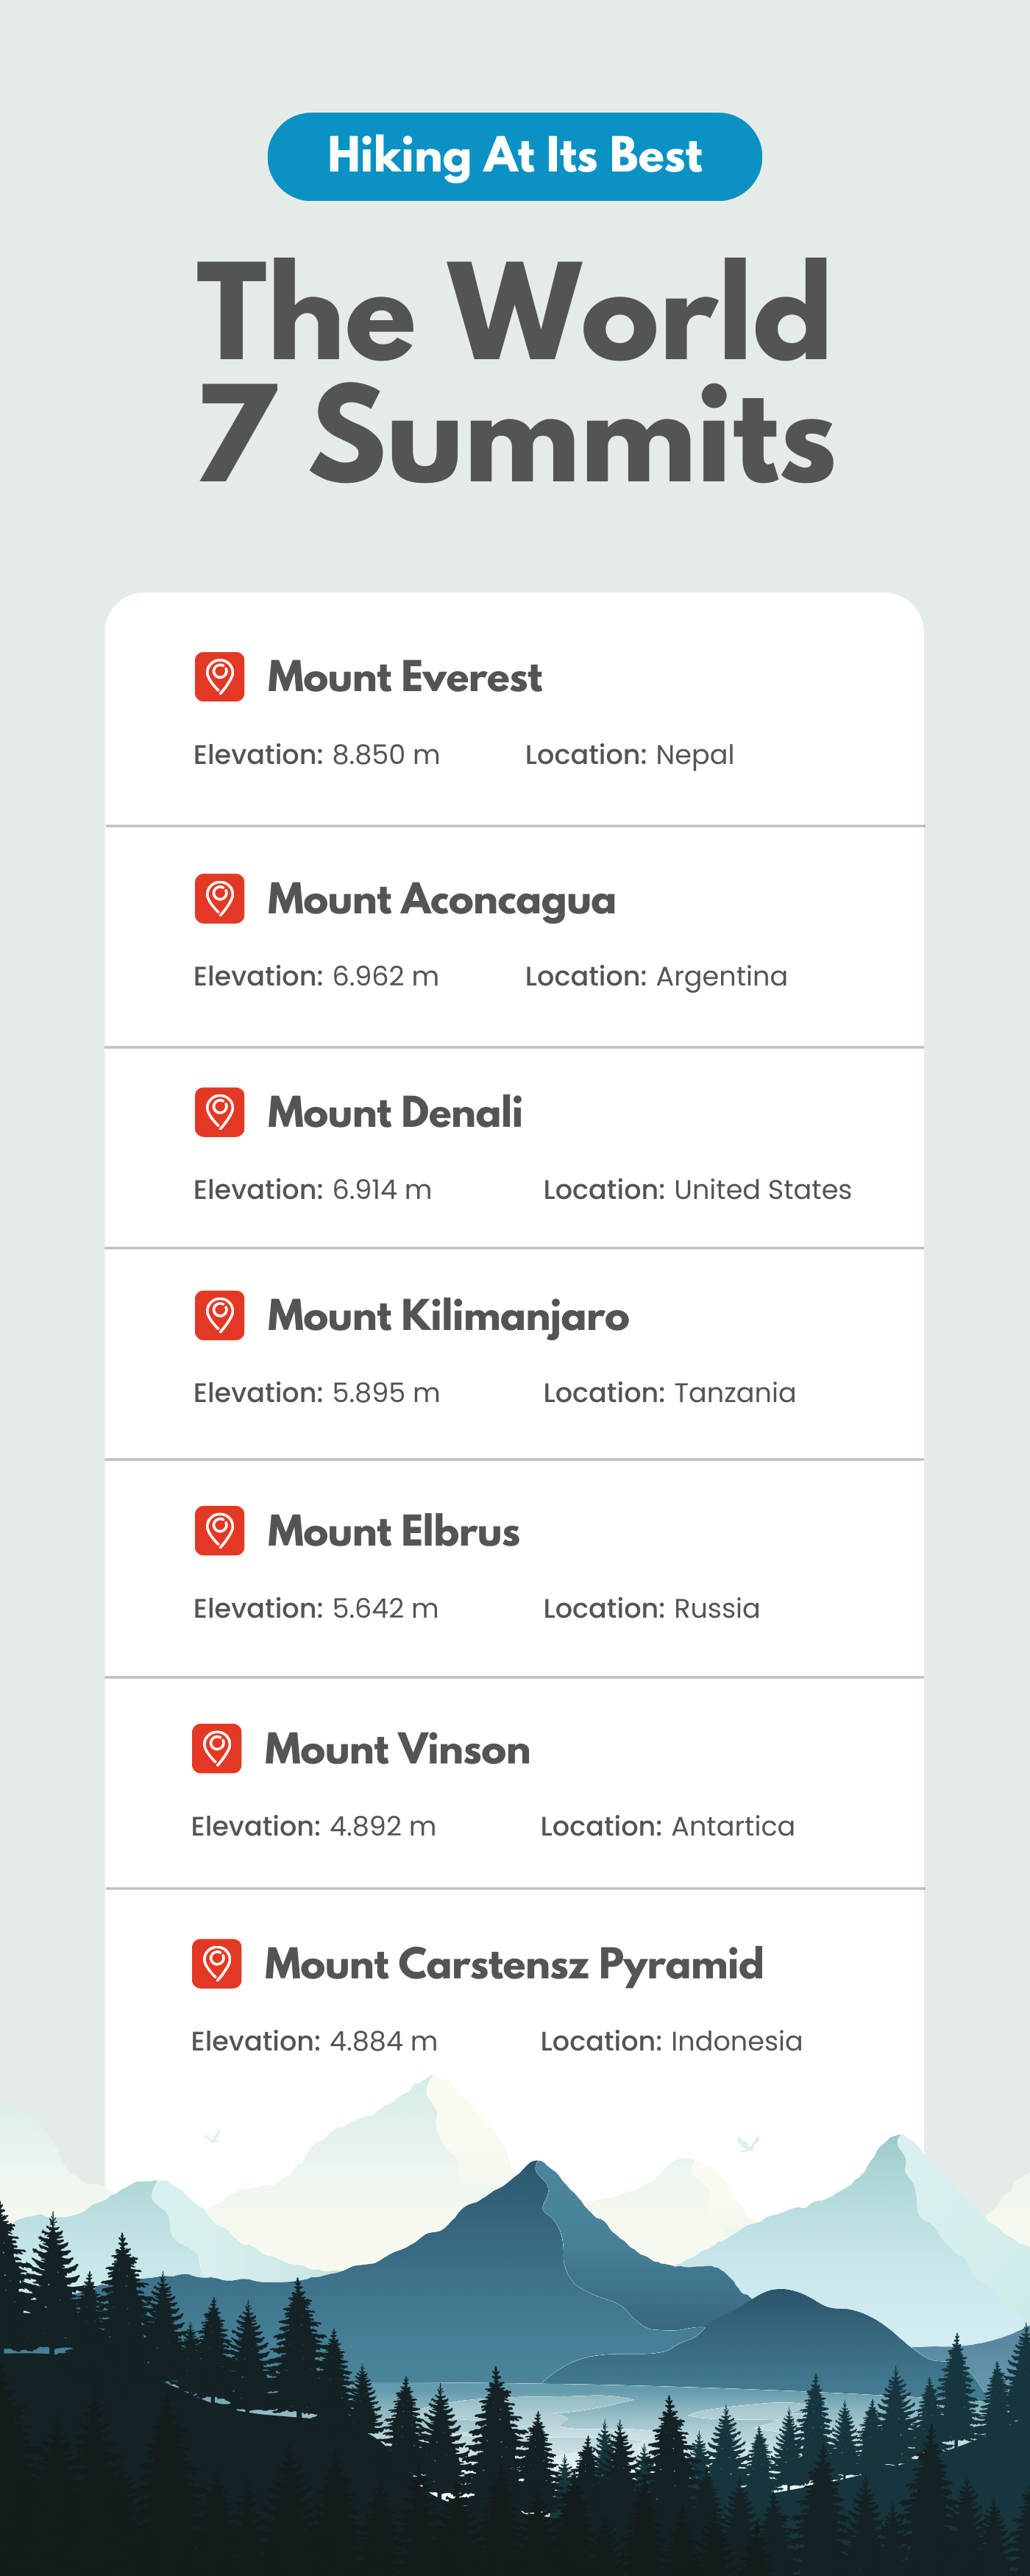 Hiking At Its Best
The World
7 Summits
Mount Everest
Elevation: 8.850 m Location: Nepal
Mount Aconcagua
Elevation: 6.962 m Location: Argentina
Mount Denali
Elevation: 6.914 m Location: United States
Mount Kilimanjaro
Elevation: 5.895 m Location: Tanzania
Mount Elbrus
Elevation: 5.642 m Location: Russia
Mount Vinson
Elevation: 4.892 m Location: Antartica
Mount Carstensz Pyramid
Elevation: 4.884 m Location: Indonesia